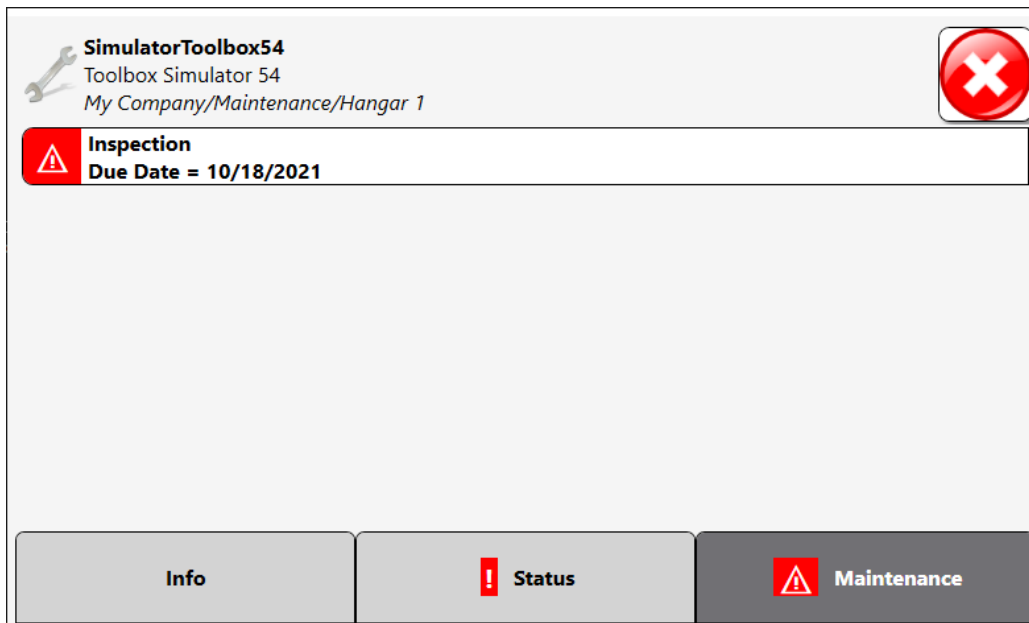 SimulatorToolbox54
Toolbox Simulator 54
My Company/Maintenance/Hangar 1
Inspection
Due Date = 10/18/2021
Info
! Status
Maintenance